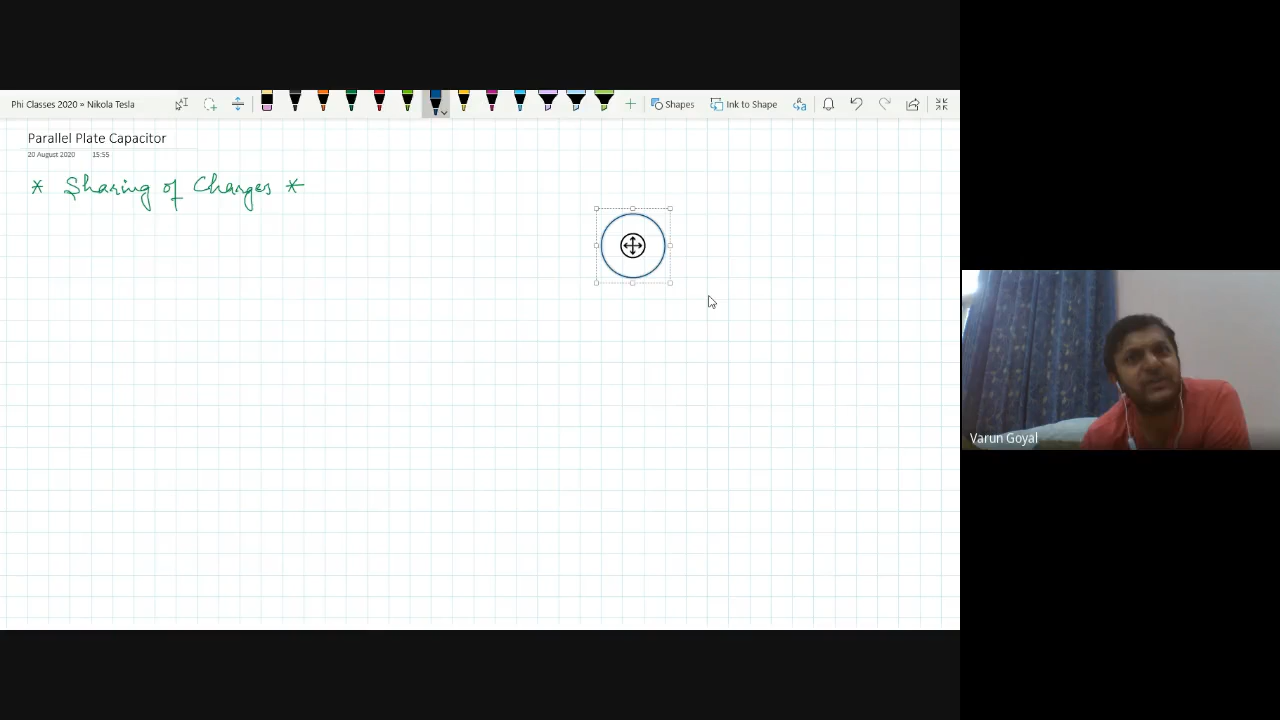 Phi Classes 2020 » Nikola Tesla
Shapes
Ink to Shape
Parallel Plate Capacitor
20 August 2020 15:55
* Sharing of Charges *
Varun Goyal